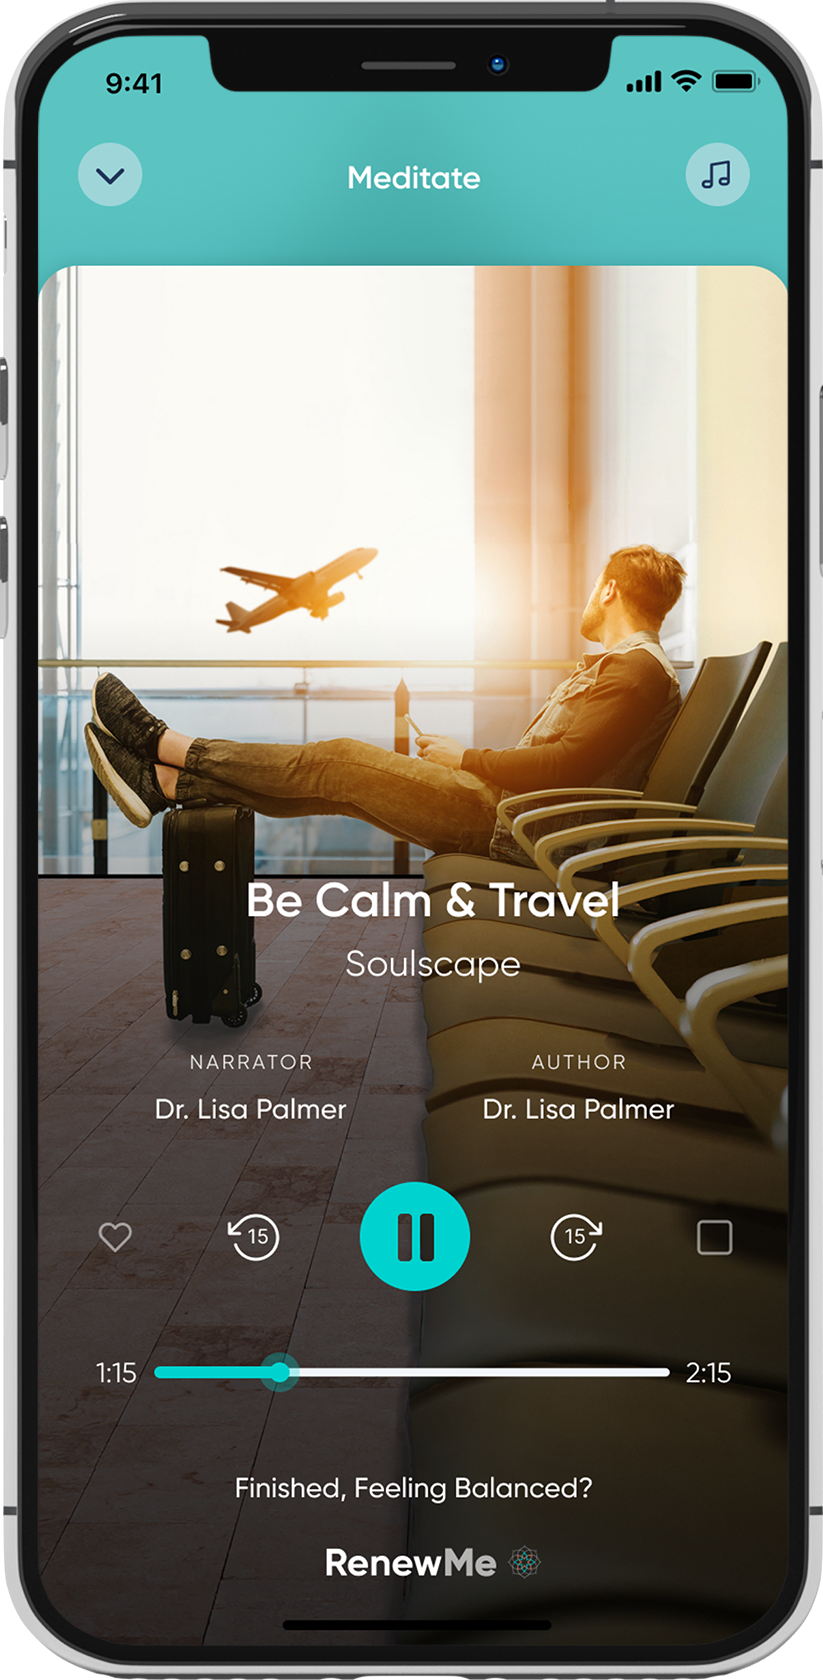 9:41
Meditate
Be Calm & Travel
Soulscape
NARRATOR
AUTHOR
Dr. Lisa Palmer
Dr. Lisa Palmer
15
15
1:15
2:15
Finished, Feeling Balanced?
RenewMe